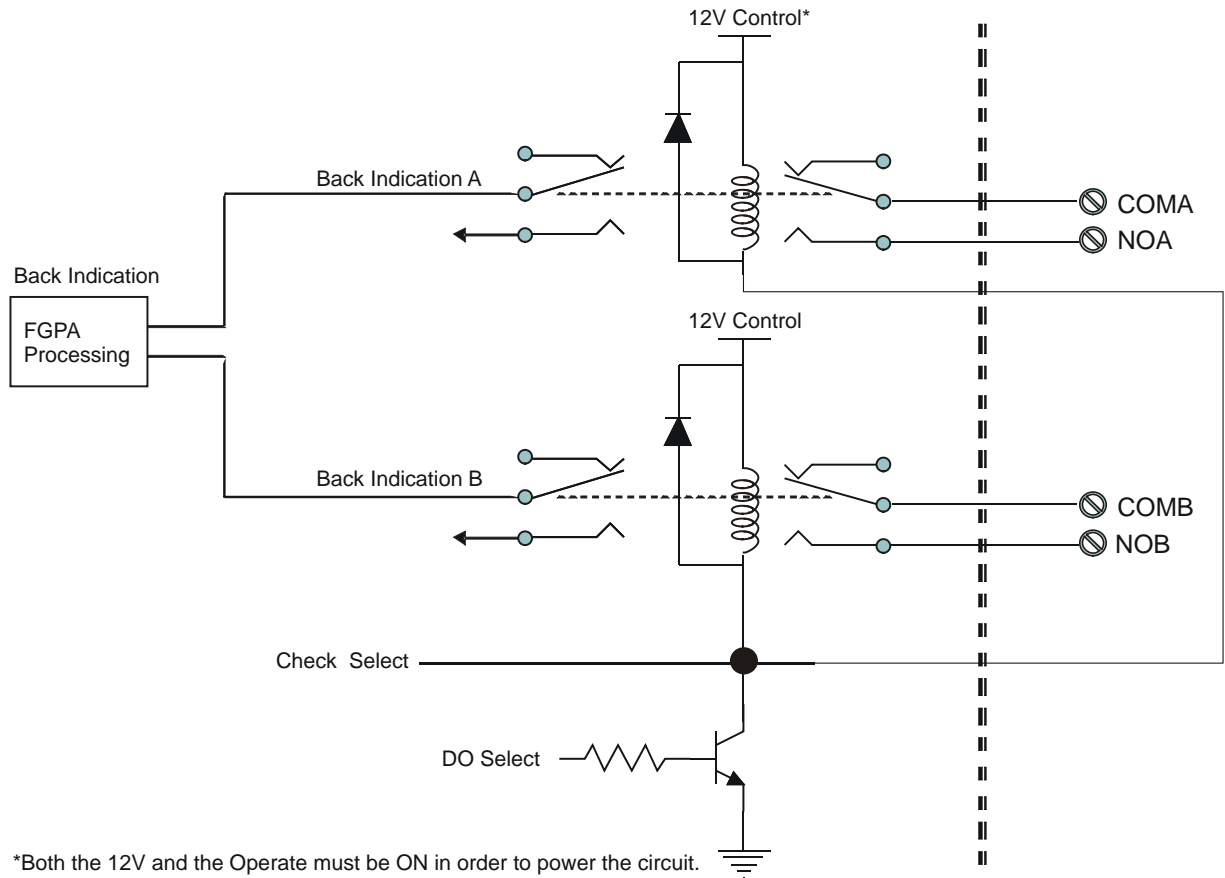 12V Control*
Back Indication A
COMA
NOA
Back Indication
FGPA
Processing
12V Control
Back Indication B
COMB
NOB
Check Select
DO Select
*Both the 12V and the Operate must be ON in order to power the circuit.